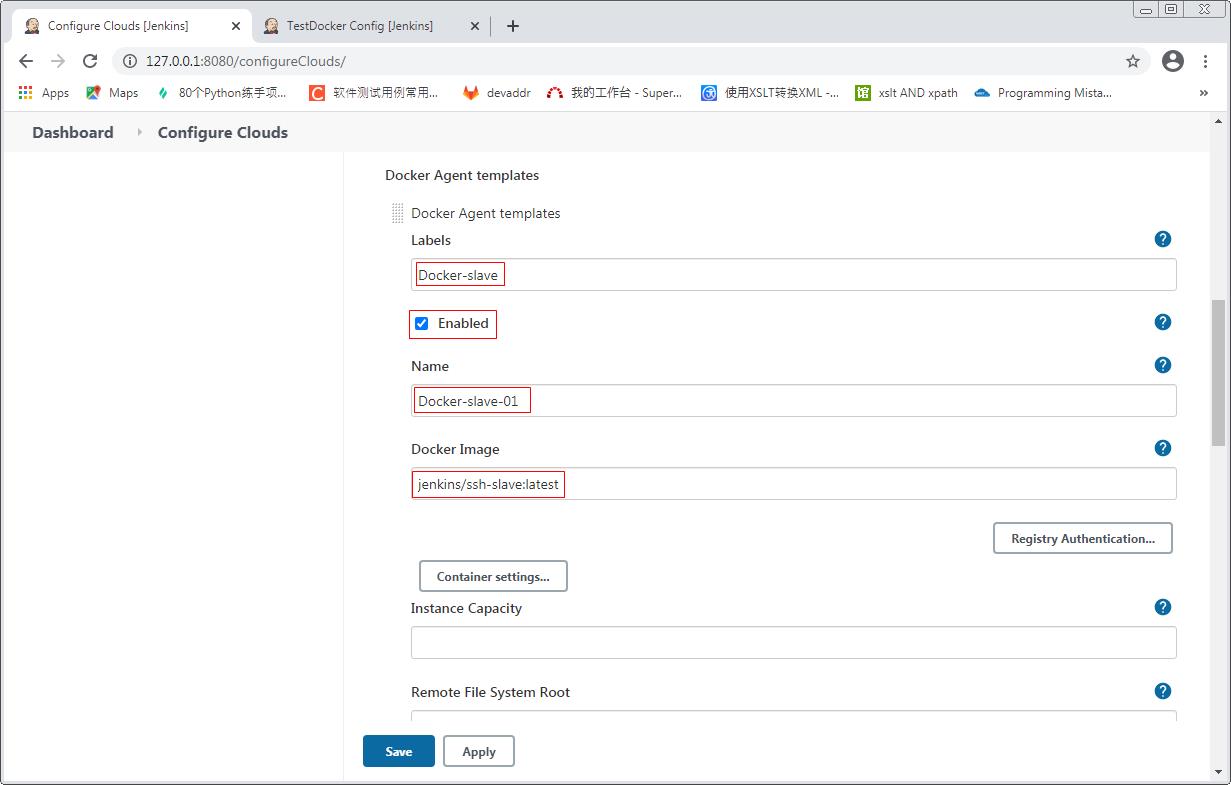 Configure Clouds [Jenkins]
TestDocker Config [Jenkins]
127.0.0.1:8080/configureClouds/
Apps
Maps
80个Python练手项...
软件测试用例常用...
devaddr
我的工作台 - Super...
使用XSLT转换XML -...
xslt AND xpath
Programming Mista...
»
Dashboard
Configure Clouds
Docker Agent templates
Docker Agent templates
Labels
?
Docker-slave
Enabled
?
Name
?
Docker-slave-01
Docker Image
?
jenkins/ssh-slave:latest
Registry Authentication...
Container settings...
Instance Capacity
?
Remote File System Root
?
Save
Apply